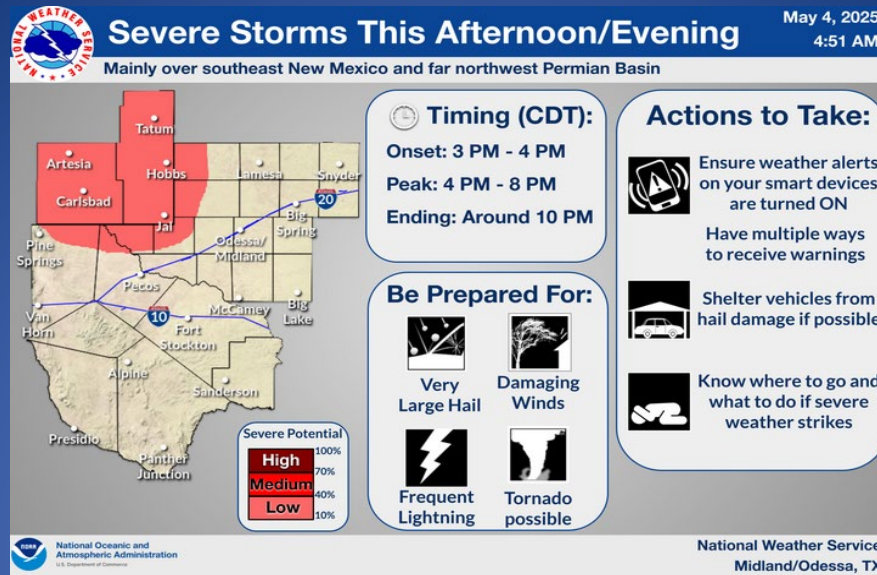 NATIONAL WEATHER SERVICE
Severe Storms This Afternoon/Evening
May 4, 2025
4:51 AM
Mainly over southeast New Mexico and far northwest Permian Basin
Tatum
Artesia
Hobbs
Lamesa
Snyder
Carlsbad
INTERSTATE
20
Jal
Big
Spring
Pine
Springs
Odessa/
Midland
Pecos
Van
Horn
INTERSTATE
10
McCamey
Big
Lake
Fort
Stockton
Alpine
Sanderson
Presidio
Panther
Junction
Severe Potential
High
Medium
Low
100%
70%
40%
10%
Timing (CDT):
Onset: 3 PM - 4 PM
Peak: 4 PM - 8 PM
Ending: Around 10 PM
Be Prepared For:
Very
Large Hail
Damaging
Winds
Frequent
Lightning
Tornado
possible
Actions to Take:
Ensure weather alerts
on your smart devices
are turned ON
Have multiple ways
to receive warnings
Shelter vehicles from
hail damage if possible
Know where to go and
what to do if severe
weather strikes
NOAA
National Oceanic and
Atmospheric Administration
U.S. Department of Commerce
National Weather Service
Midland/Odessa, TX